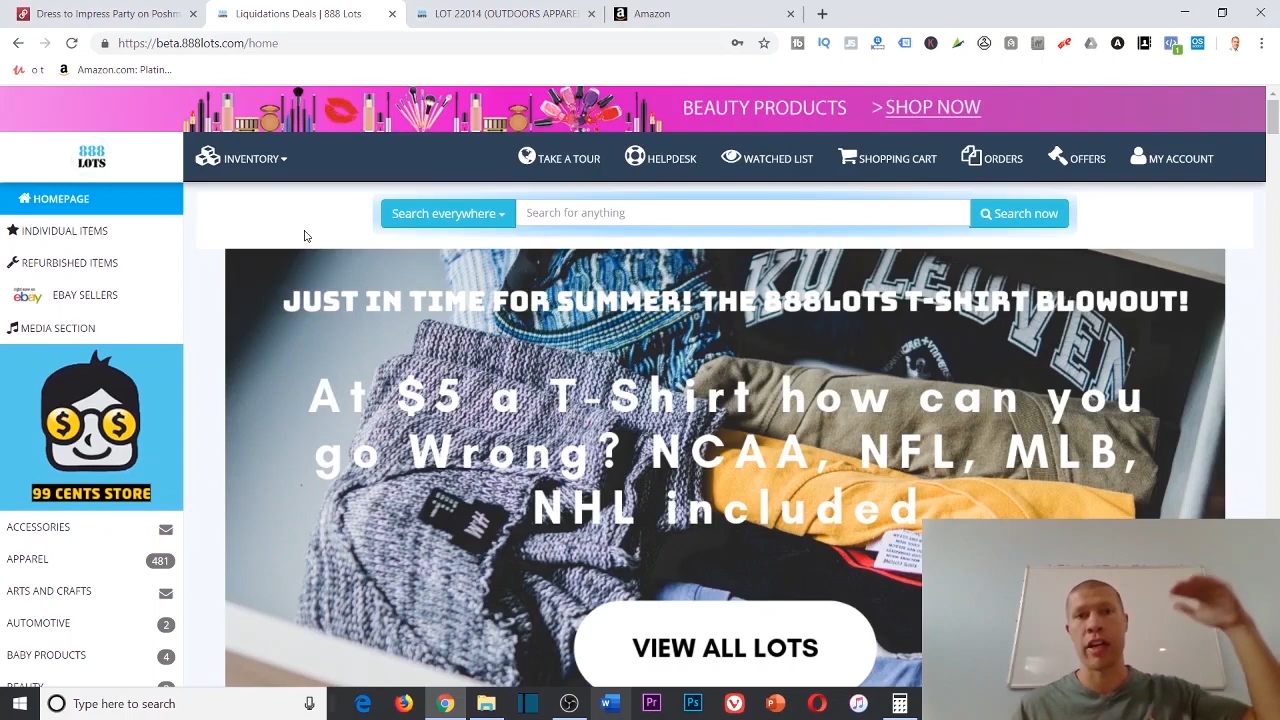 Dress to Impress Party on Poshm
Liquidations Deals | 888 Lots
LOT 22014 (OUTDOORS APPARE
Amazon
https://beta.888lots.com/home
o t
Amazon.com: Platin...
BEAUTY PRODUCTS >SHOP NOW
888
LOTS
INVENTORY
TAKE A TOUR
HELPDESK
WATCHED LIST
SHOPPING CART
ORDERS
OFFERS
MY ACCOUNT
HOMEPAGE
INDIVIDUAL ITEMS
REFURBISHED ITEMS
ebay EBAY SELLERS
MEDIA SECTION
99 CENTS STORE
ACCESSORIES
APPAREL 481
ARTS AND CRAFTS
AUTOMOTIVE 2
BABY PRODUCTS 4
BEAUTY
Search everywhere
Search for anything
Search now
JUST IN TIME FOR SUMMER! THE 888LOTS T-SHIRT BLOWOUT!
At $5 a T-Shirt how can you
go Wrong? NCAA, NFL, MLB,
NHL included
KU LEUVEN
VIEW ALL LOTS
Type here to search